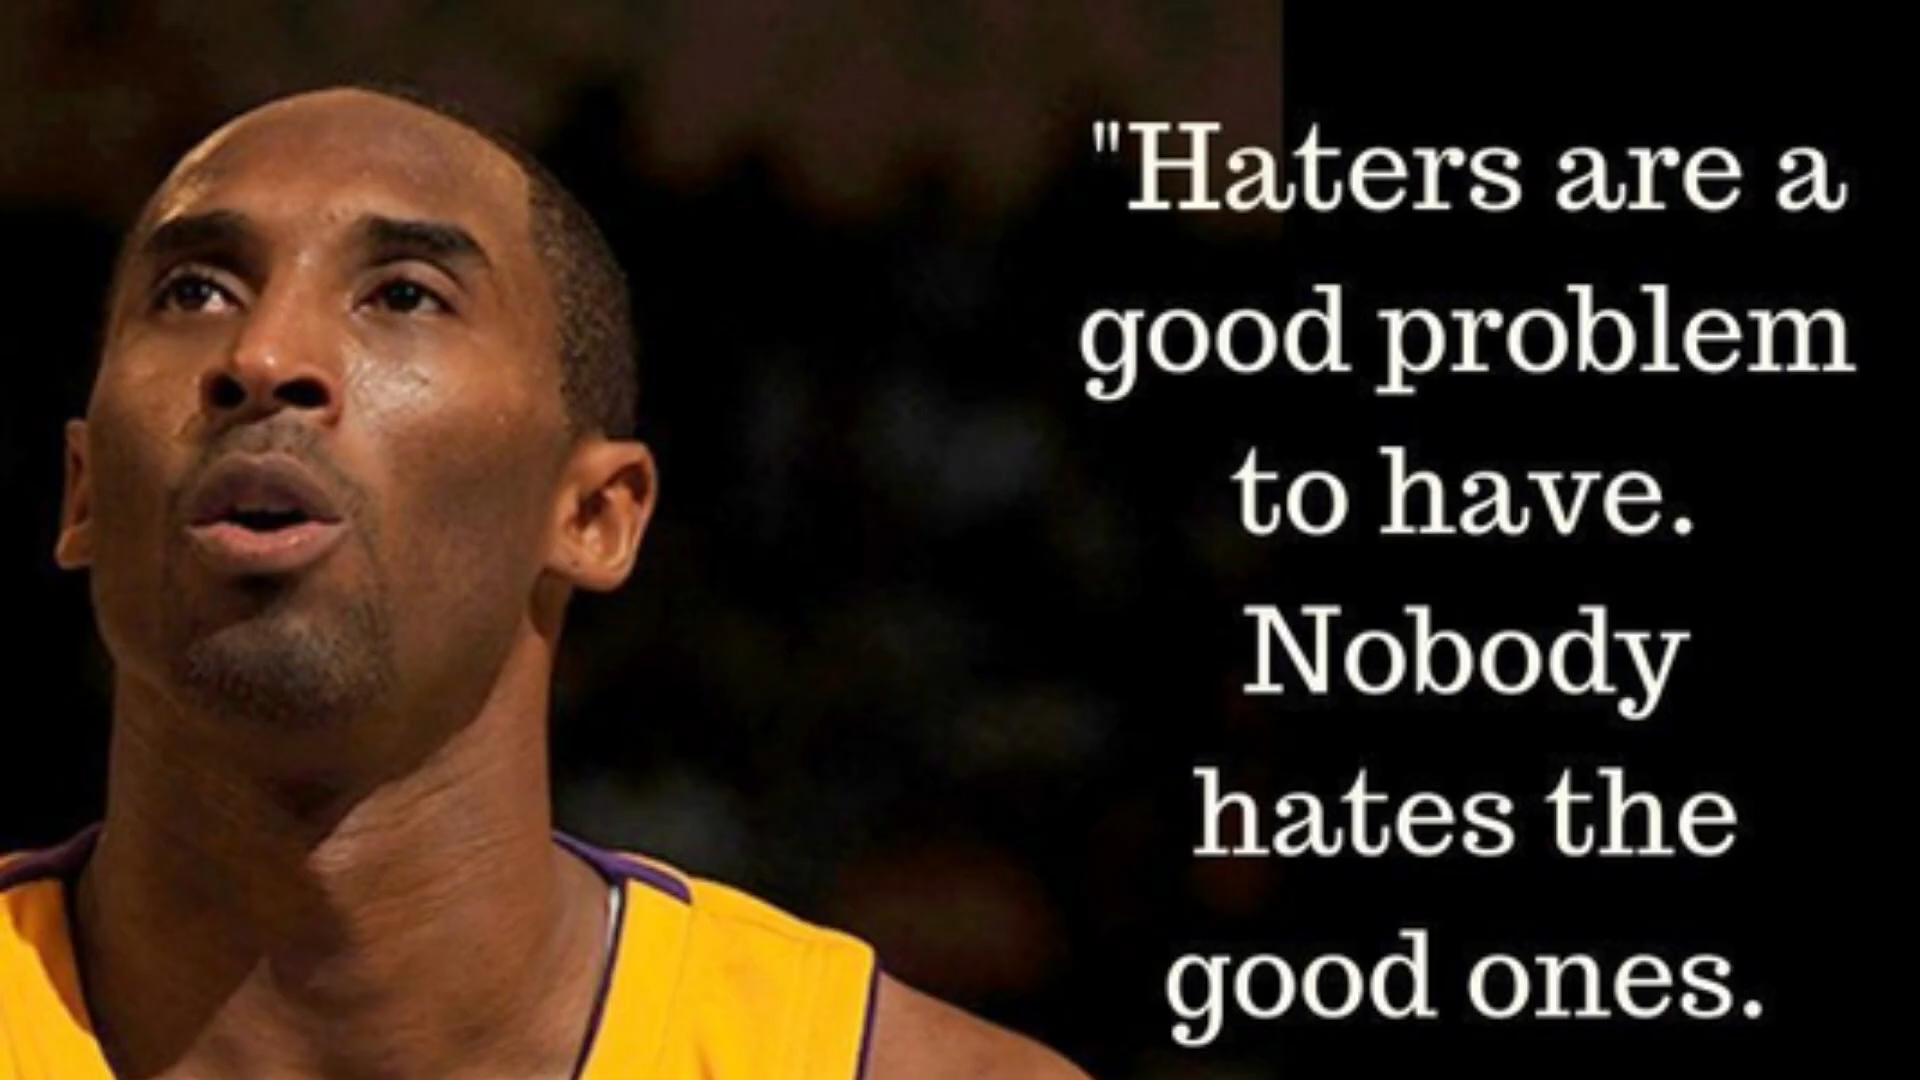 "Haters are a
good problem
to have.
Nobody
hates the
good ones.